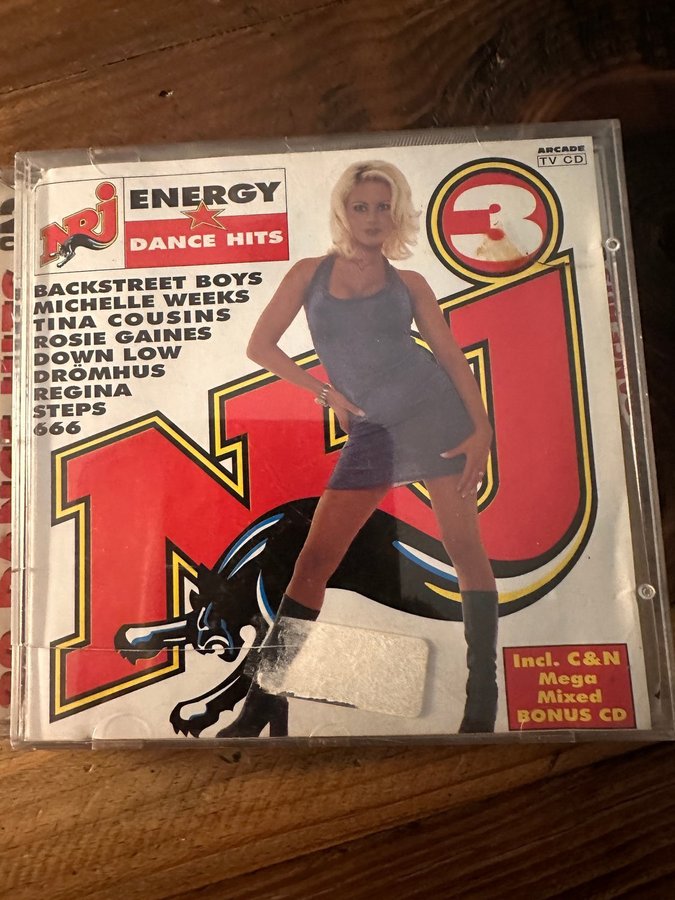 ARCADE
TV CD
NRJ
ENERGY
DANCE HITS
3
BACKSTREET BOYS
MICHELLE WEEKS
TINA COUSINS
ROSIE GAINES
DOWN LOW
DRÖMHUS
REGINA
STEPS
666
NRJ
Incl. C&N
Mega
Mixed
BONUS CD